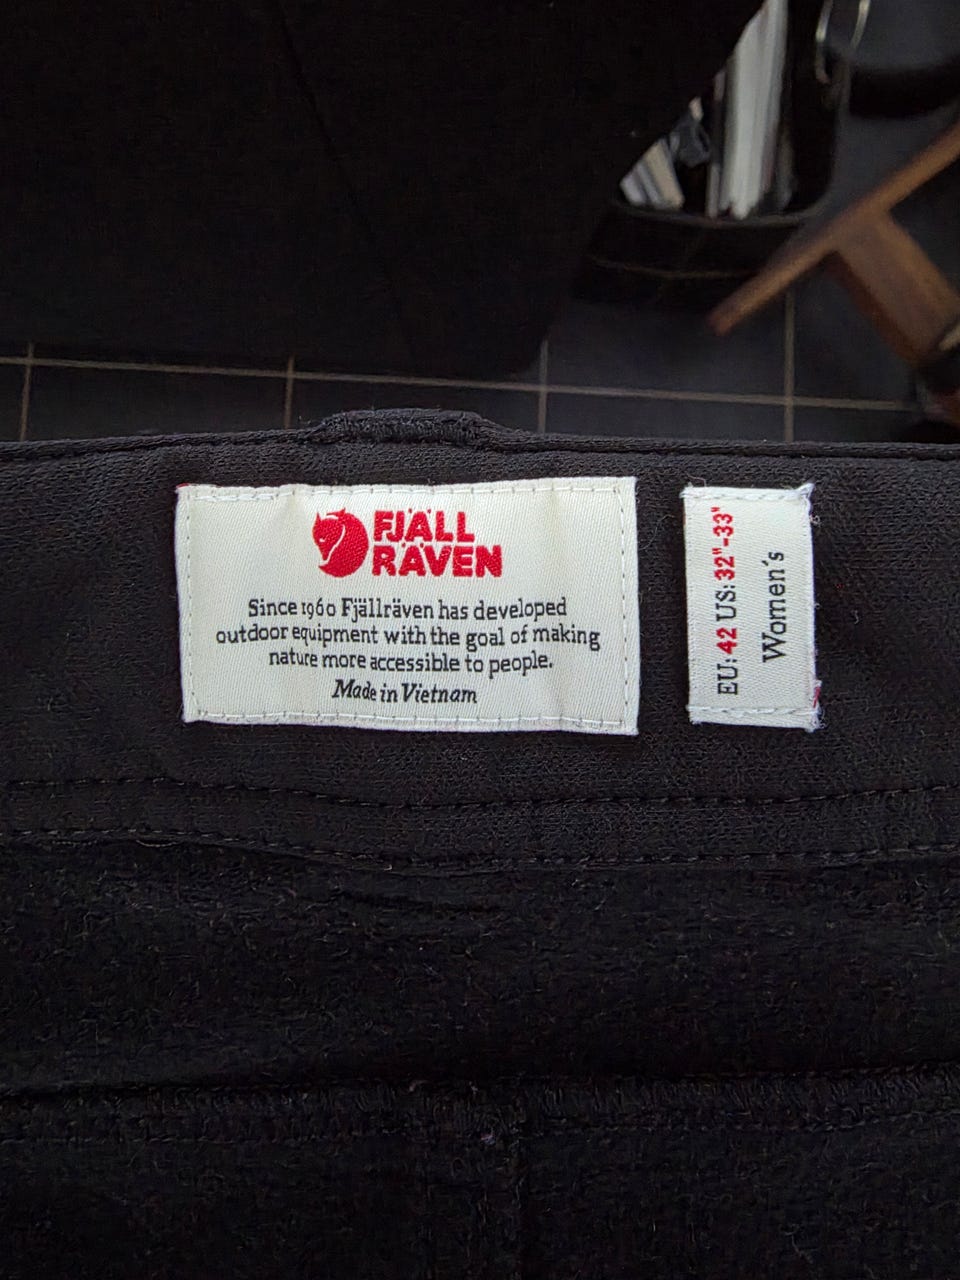 FJÄLL
RÄVEN
Since 1960 Fjällräven has developed
outdoor equipment with the goal of making
nature more accessible to people.
Made in Vietnam
EU: 42 US: 32"-33"
Women's